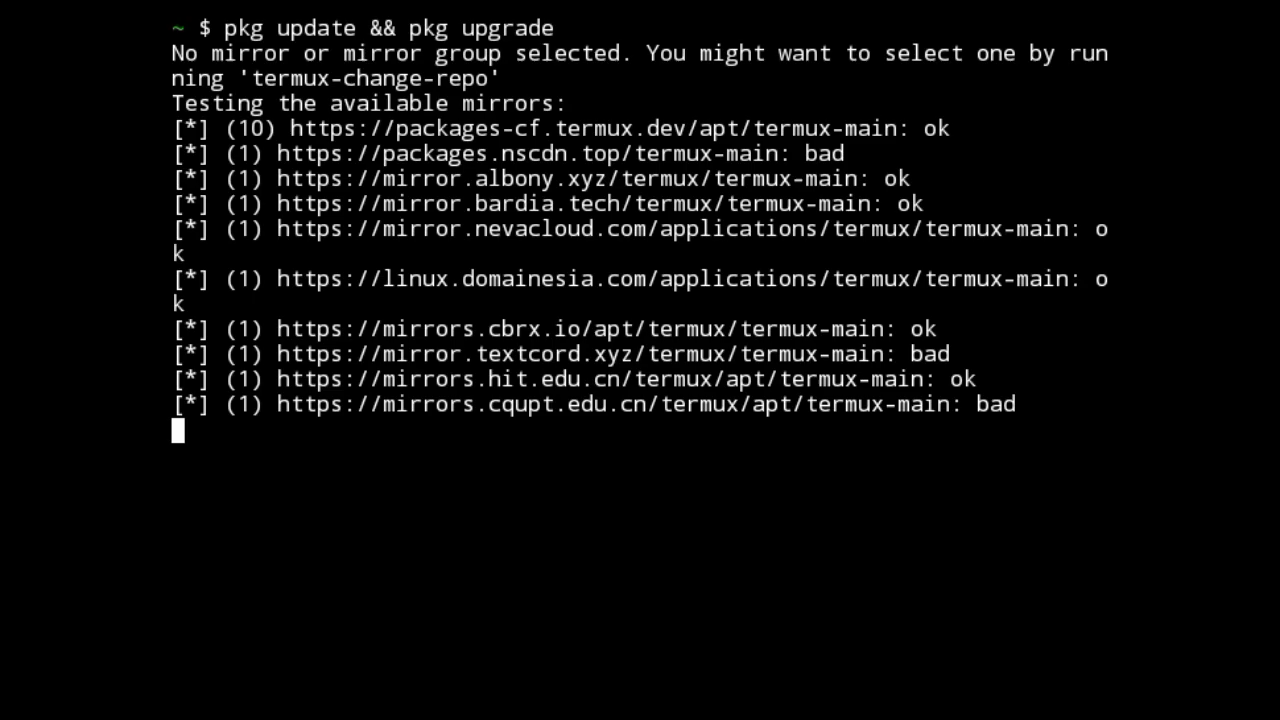 ~ $ pkg update && pkg upgrade
No mirror or mirror group selected. You might want to select one by run
ning 'termux-change-repo'
Testing the available mirrors:
[*] (10) https://packages-cf.termux.dev/apt/termux-main: ok
[*] (1) https://packages.nscdn.top/termux-main: bad
[*] (1) https://mirror.albony.xyz/termux/termux-main: ok
[*] (1) https://mirror.bardia.tech/termux/termux-main: ok
[*] (1) https://mirror.nevacloud.com/applications/termux/termux-main: o
k
[*] (1) https://linux.domainesia.com/applications/termux/termux-main: o
k
[*] (1) https://mirrors.cbrx.io/apt/termux/termux-main: ok
[*] (1) https://mirror.textcord.xyz/termux/termux-main: bad
[*] (1) https://mirrors.hit.edu.cn/termux/apt/termux-main: ok
[*] (1) https://mirrors.cqupt.edu.cn/termux/apt/termux-main: bad